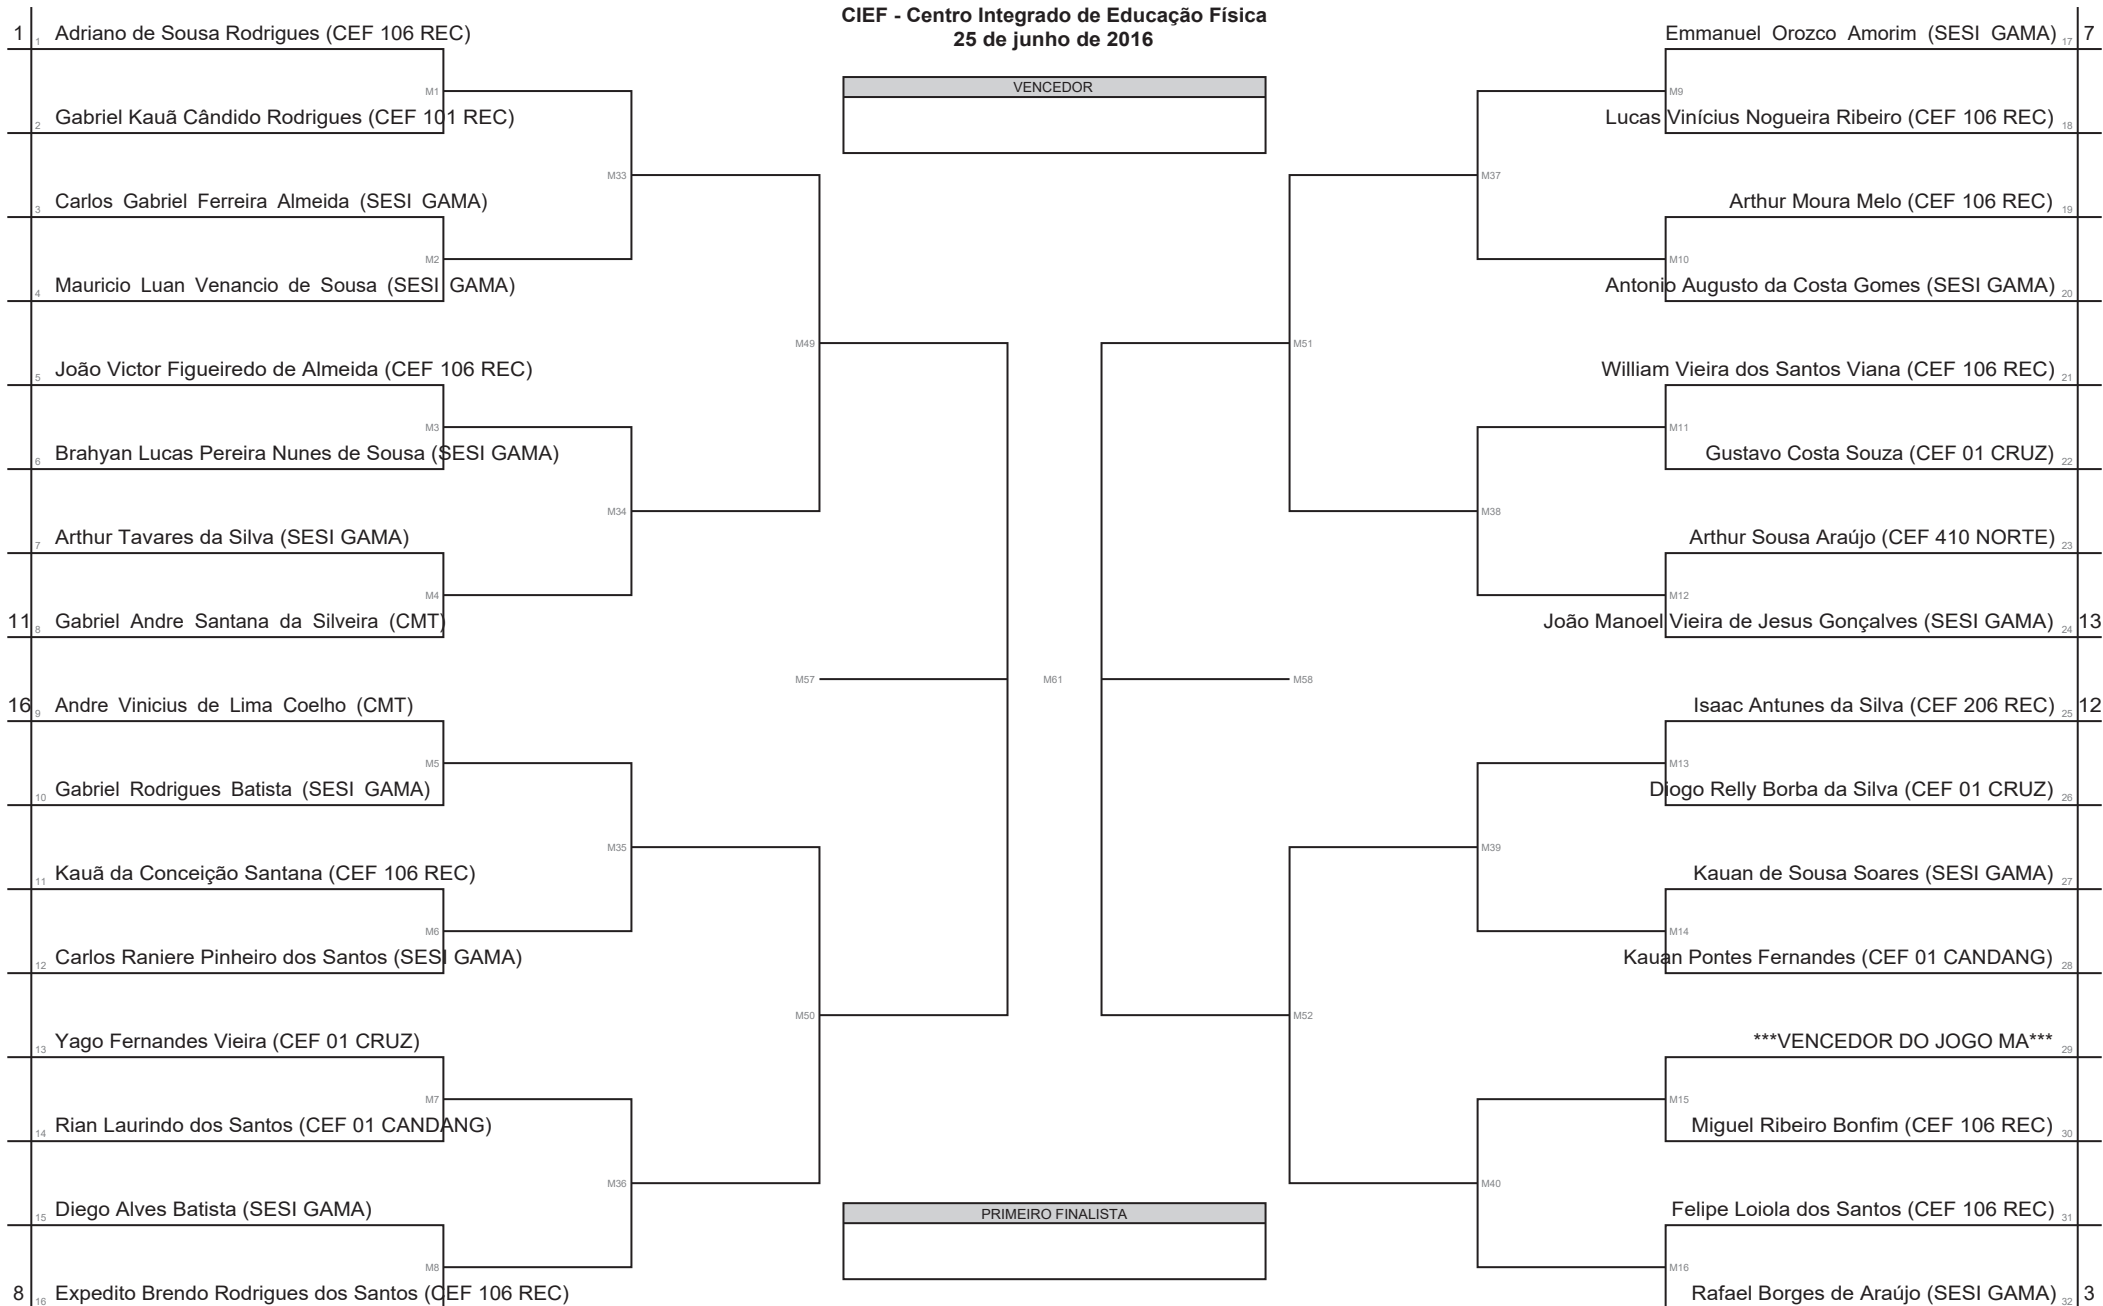 CIEF - Centro Integrado de Educação Física
25 de junho de 2016
VENCEDOR
1 1 Adriano de Sousa Rodrigues (CEF 106 REC)
M1
2 Gabriel Kauã Cândido Rodrigues (CEF 101 REC)
M33
3 Carlos Gabriel Ferreira Almeida (SESI GAMA)
M2
4 Mauricio Luan Venancio de Sousa (SESI GAMA)
M49
5 João Victor Figueiredo de Almeida (CEF 106 REC)
M3
6 Brahyan Lucas Pereira Nunes de Sousa (SESI GAMA)
M34
7 Arthur Tavares da Silva (SESI GAMA)
M4
11 8 Gabriel Andre Santana da Silveira (CMT)
M57
16 9 Andre Vinicius de Lima Coelho (CMT)
M5
10 Gabriel Rodrigues Batista (SESI GAMA)
M35
11 Kauã da Conceição Santana (CEF 106 REC)
M6
12 Carlos Raniere Pinheiro dos Santos (SESI GAMA)
M50
13 Yago Fernandes Vieira (CEF 01 CRUZ)
M7
14 Rian Laurindo dos Santos (CEF 01 CANDANG)
M36
15 Diego Alves Batista (SESI GAMA)
M8
8 16 Expedito Brendo Rodrigues dos Santos (CEF 106 REC)
M61
Emmanuel Orozco Amorim (SESI GAMA) 17 7
M9
Lucas Vinícius Nogueira Ribeiro (CEF 106 REC) 18
M37
Arthur Moura Melo (CEF 106 REC) 19
M10
Antonio Augusto da Costa Gomes (SESI GAMA) 20
M51
William Vieira dos Santos Viana (CEF 106 REC) 21
M11
Gustavo Costa Souza (CEF 01 CRUZ) 22
M38
Arthur Sousa Araújo (CEF 410 NORTE) 23
M12
João Manoel Vieira de Jesus Gonçalves (SESI GAMA) 24 13
M58
Isaac Antunes da Silva (CEF 206 REC) 25 12
M13
Diogo Relly Borba da Silva (CEF 01 CRUZ) 26
M39
Kauan de Sousa Soares (SESI GAMA) 27
M14
Kauan Pontes Fernandes (CEF 01 CANDANG) 28
M52
***VENCEDOR DO JOGO MA*** 29
M15
Miguel Ribeiro Bonfim (CEF 106 REC) 30
M40
Felipe Loiola dos Santos (CEF 106 REC) 31
M16
Rafael Borges de Araújo (SESI GAMA) 32 3
PRIMEIRO FINALISTA